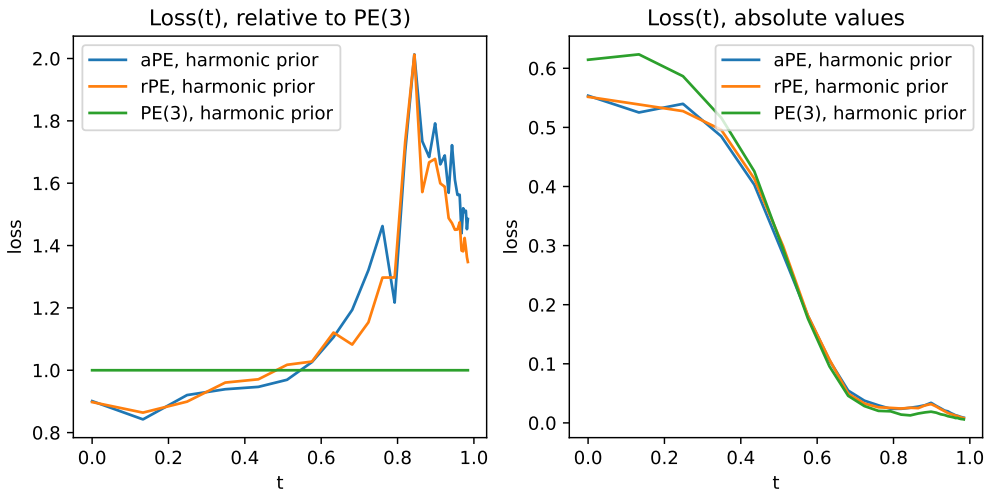 Loss(t), relative to PE(3)
aPE, harmonic prior
rPE, harmonic prior
PE(3), harmonic prior
2.0
1.8
1.6
1.4
1.2
1.0
0.8
loss
0.0
0.2
0.4
0.6
0.8
1.0
t
Loss(t), absolute values
aPE, harmonic prior
rPE, harmonic prior
PE(3), harmonic prior
0.6
0.5
0.4
0.3
0.2
0.1
0.0
loss
0.0
0.2
0.4
0.6
0.8
1.0
t